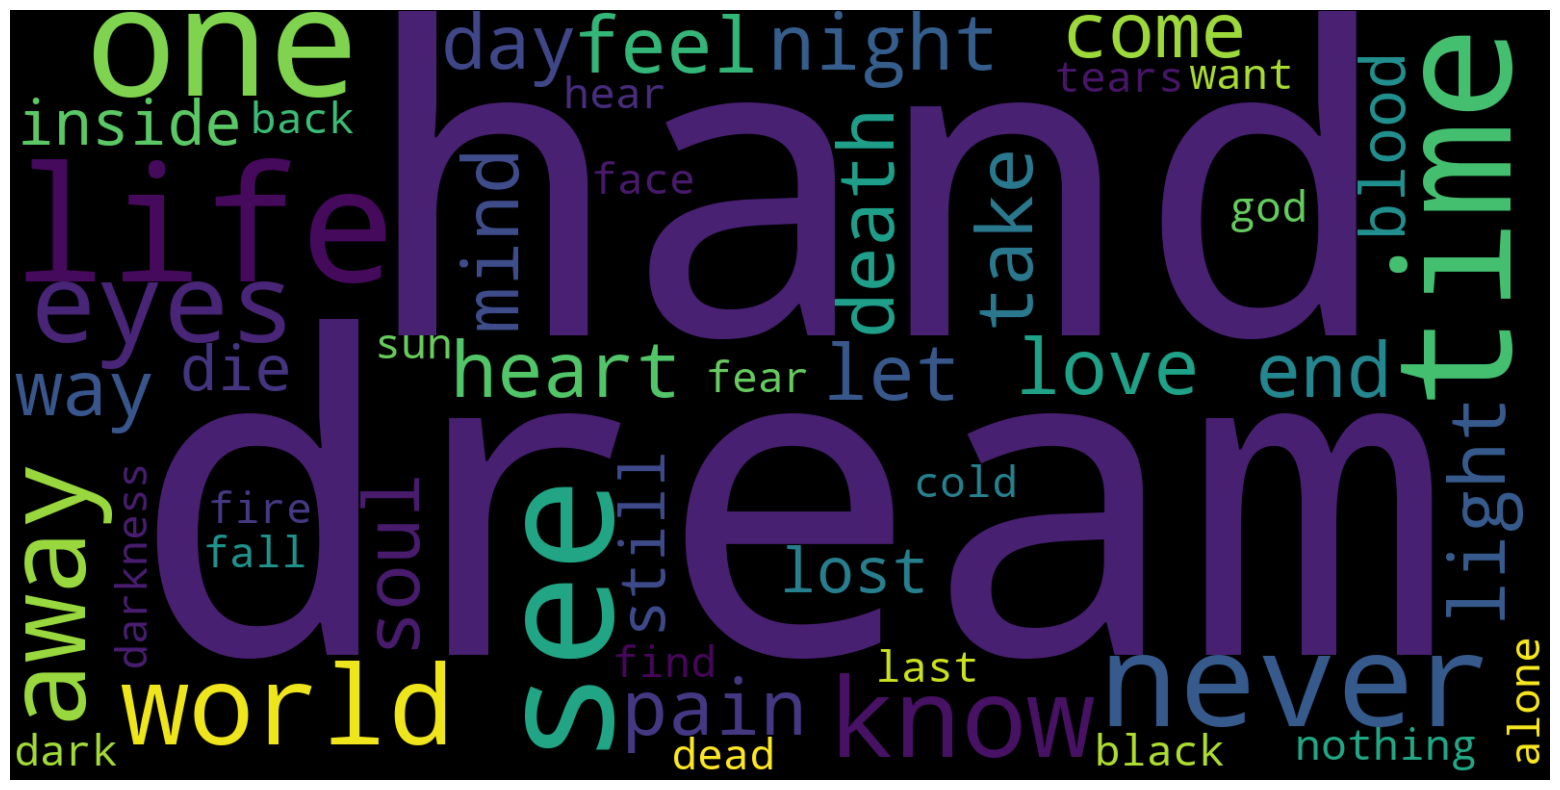 one
day
feel
night
come
hand
tears
want
hear
inside
back
time
blood
life
mind
face
death
take
god
eyes
sun
die
heart
fear
let
love
end
way
dream
light
away
darkness
fire
fall
soul
see
still
cold
lost
world
find
pain
last
know
never
alone
dark
dead
black
nothing